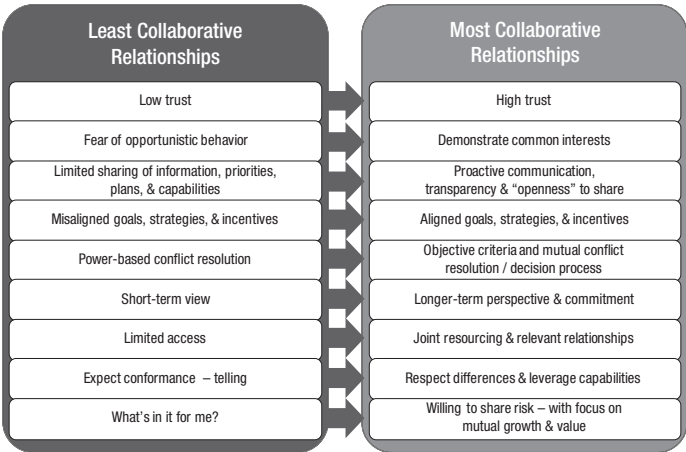 Least Collaborative
Relationships
Low trust
Fear of opportunistic behavior
Limited sharing of information, priorities,
plans, & capabilities
Misaligned goals, strategies, & incentives
Power-based conflict resolution
Short-term view
Limited access
Expect conformance – telling
What's in it for me?
Most Collaborative
Relationships
High trust
Demonstrate common interests
Proactive communication,
transparency & “openness” to share
Aligned goals, strategies, & incentives
Objective criteria and mutual conflict
resolution / decision process
Longer-term perspective & commitment
Joint resourcing & relevant relationships
Respect differences & leverage capabilities
Willing to share risk – with focus on
mutual growth & value